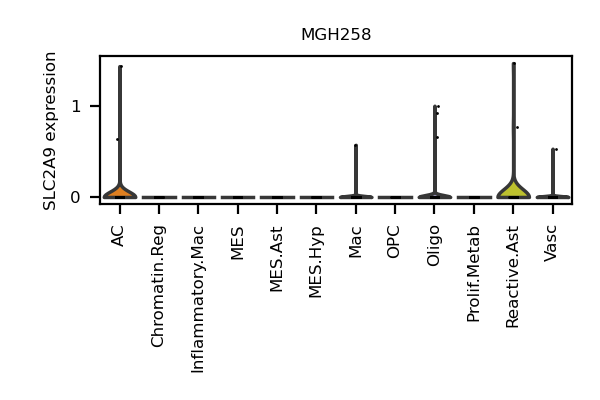 MGH258
SLC2A9 expression
1
0
AC
Chromatin.Reg
Inflammatory.Mac
MES
MES.Ast
MES.Hyp
Mac
OPC
Oligo
Prolif.Metab
Reactive.Ast
Vasc